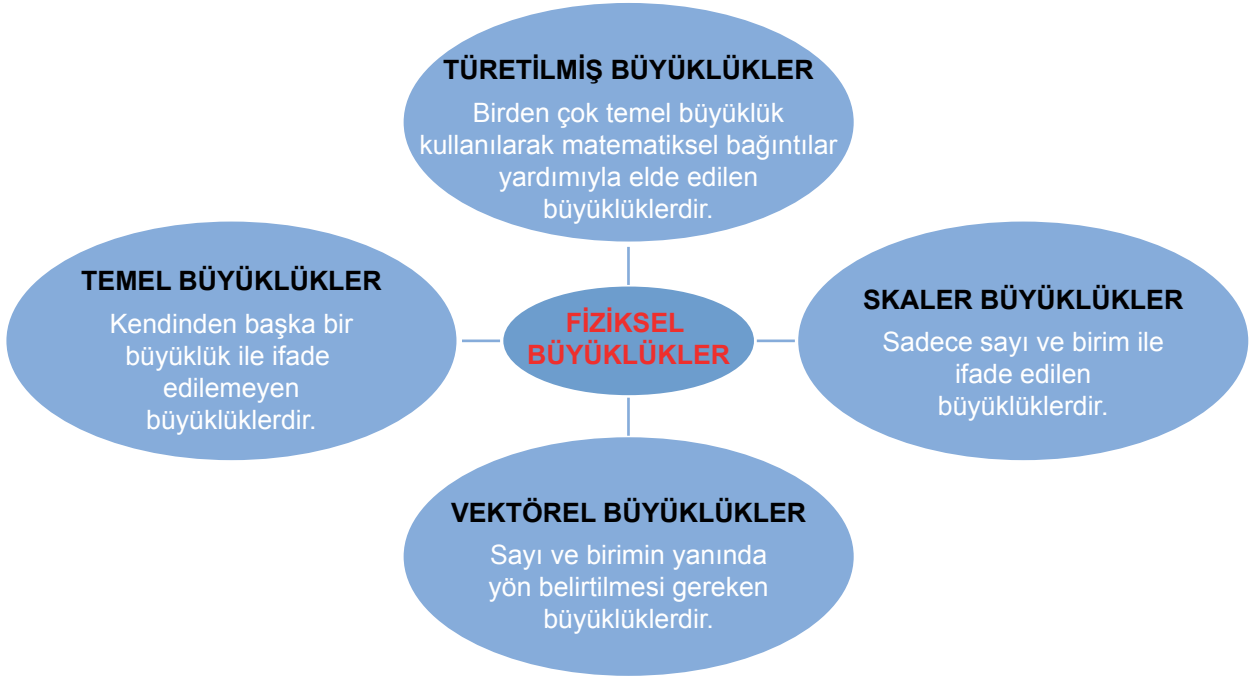 TÜRETİLMİŞ BÜYÜKLÜKLER
Birden çok temel büyüklük
kullanılarak matematiksel bağıntılar
yardımıyla elde edilen
büyüklüklerdir.
TEMEL BÜYÜKLÜKLER
Kendinden başka bir
büyüklük ile ifade
edilemeyen
büyüklüklerdir.
FİZİKSEL
BÜYÜKLÜKLER
SKALER BÜYÜKLÜKLER
Sadece sayı ve birim ile
ifade edilen
büyüklüklerdir.
VEKTÖREL BÜYÜKLÜKLER
Sayı ve birimin yanında
yön belirtilmesi gereken
büyüklüklerdir.